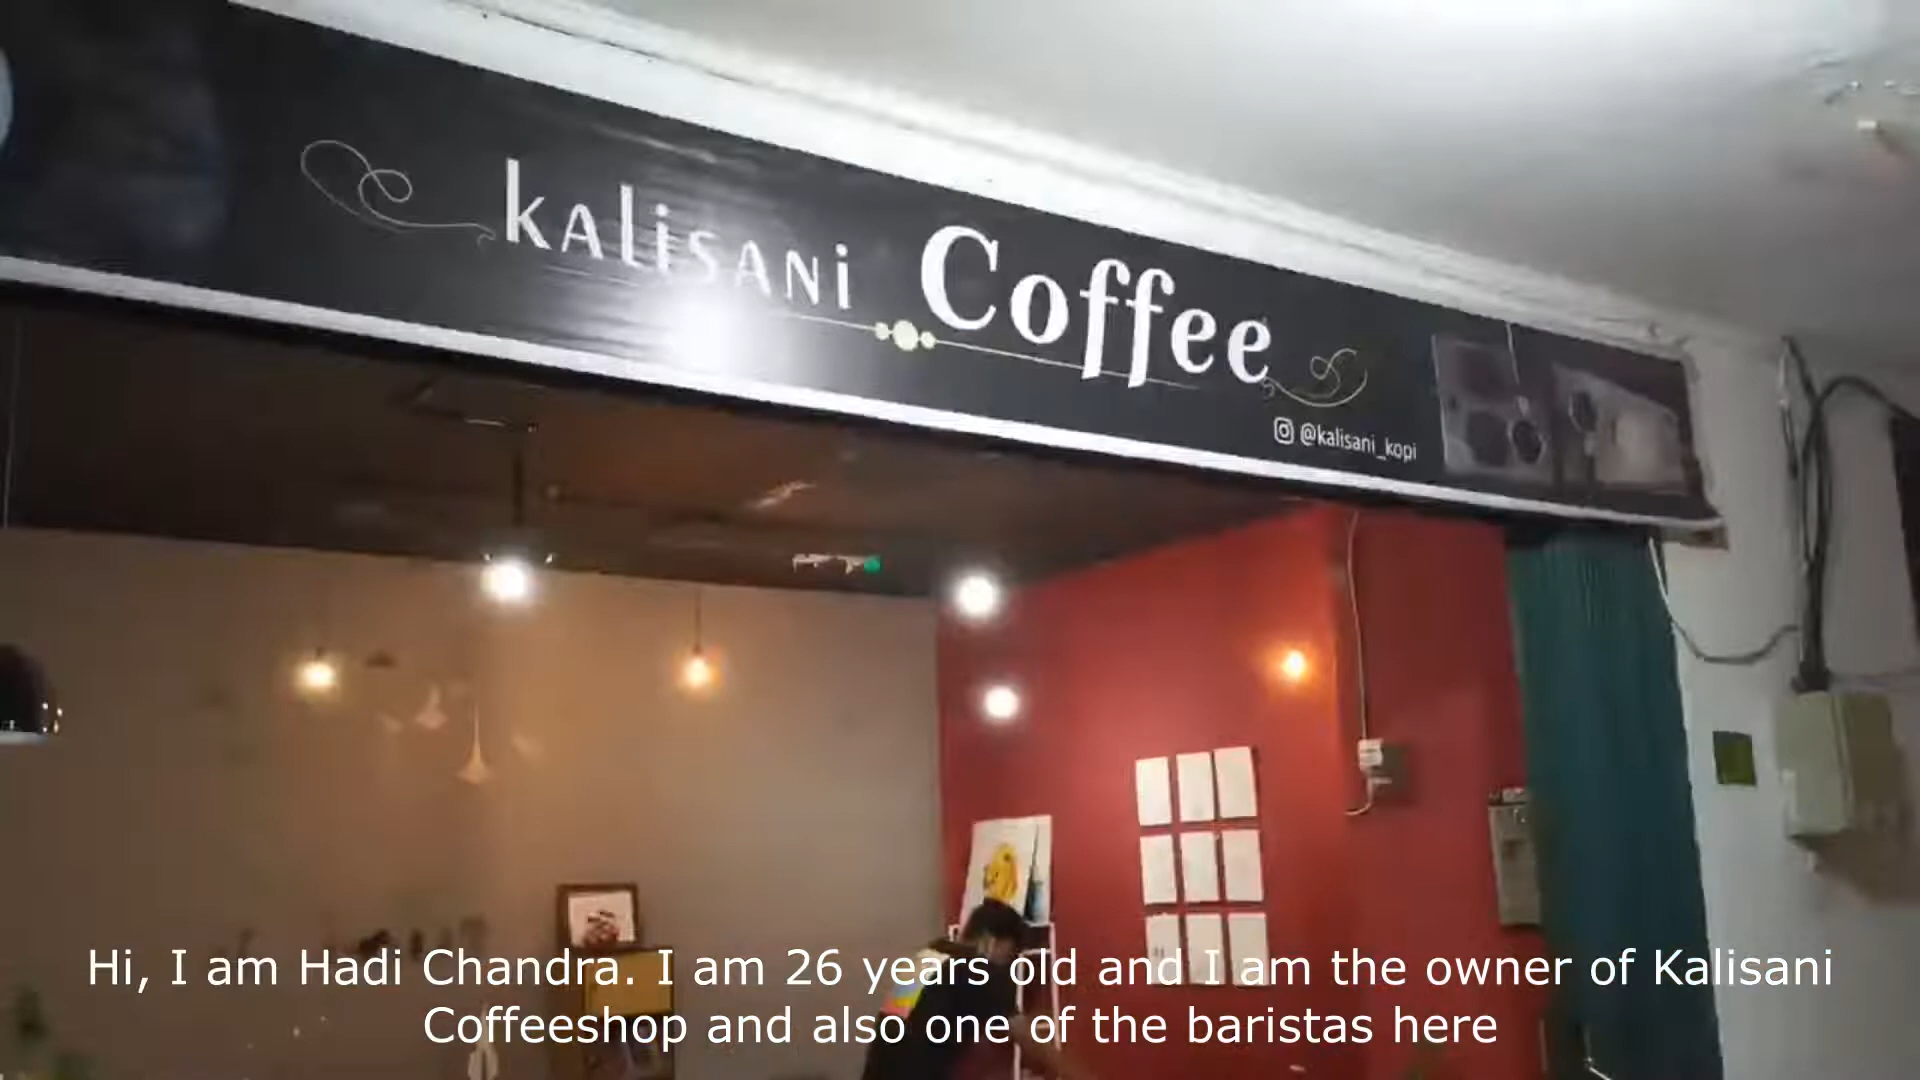 kalisani Coffee
@kalisani_kopi
Hi, I am Hadi Chandra. I am 26 years old and I am the owner of Kalisani
Coffeeshop and also one of the baristas here